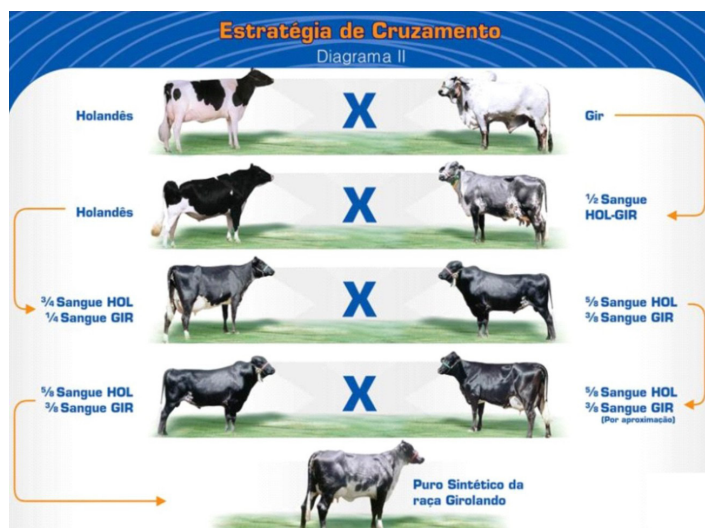 Estratégia de Cruzamento
Diagrama II
Holandês
X
Gir
Holandês
X
½ Sangue
HOL-GIR
¾ Sangue HOL
¼ Sangue GIR
X
⅝ Sangue HOL
⅜ Sangue GIR
⅝ Sangue HOL
⅜ Sangue GIR
X
⅝ Sangue HOL
⅜ Sangue GIR
(Por aproximação)
Puro Sintético da
raça Girolando